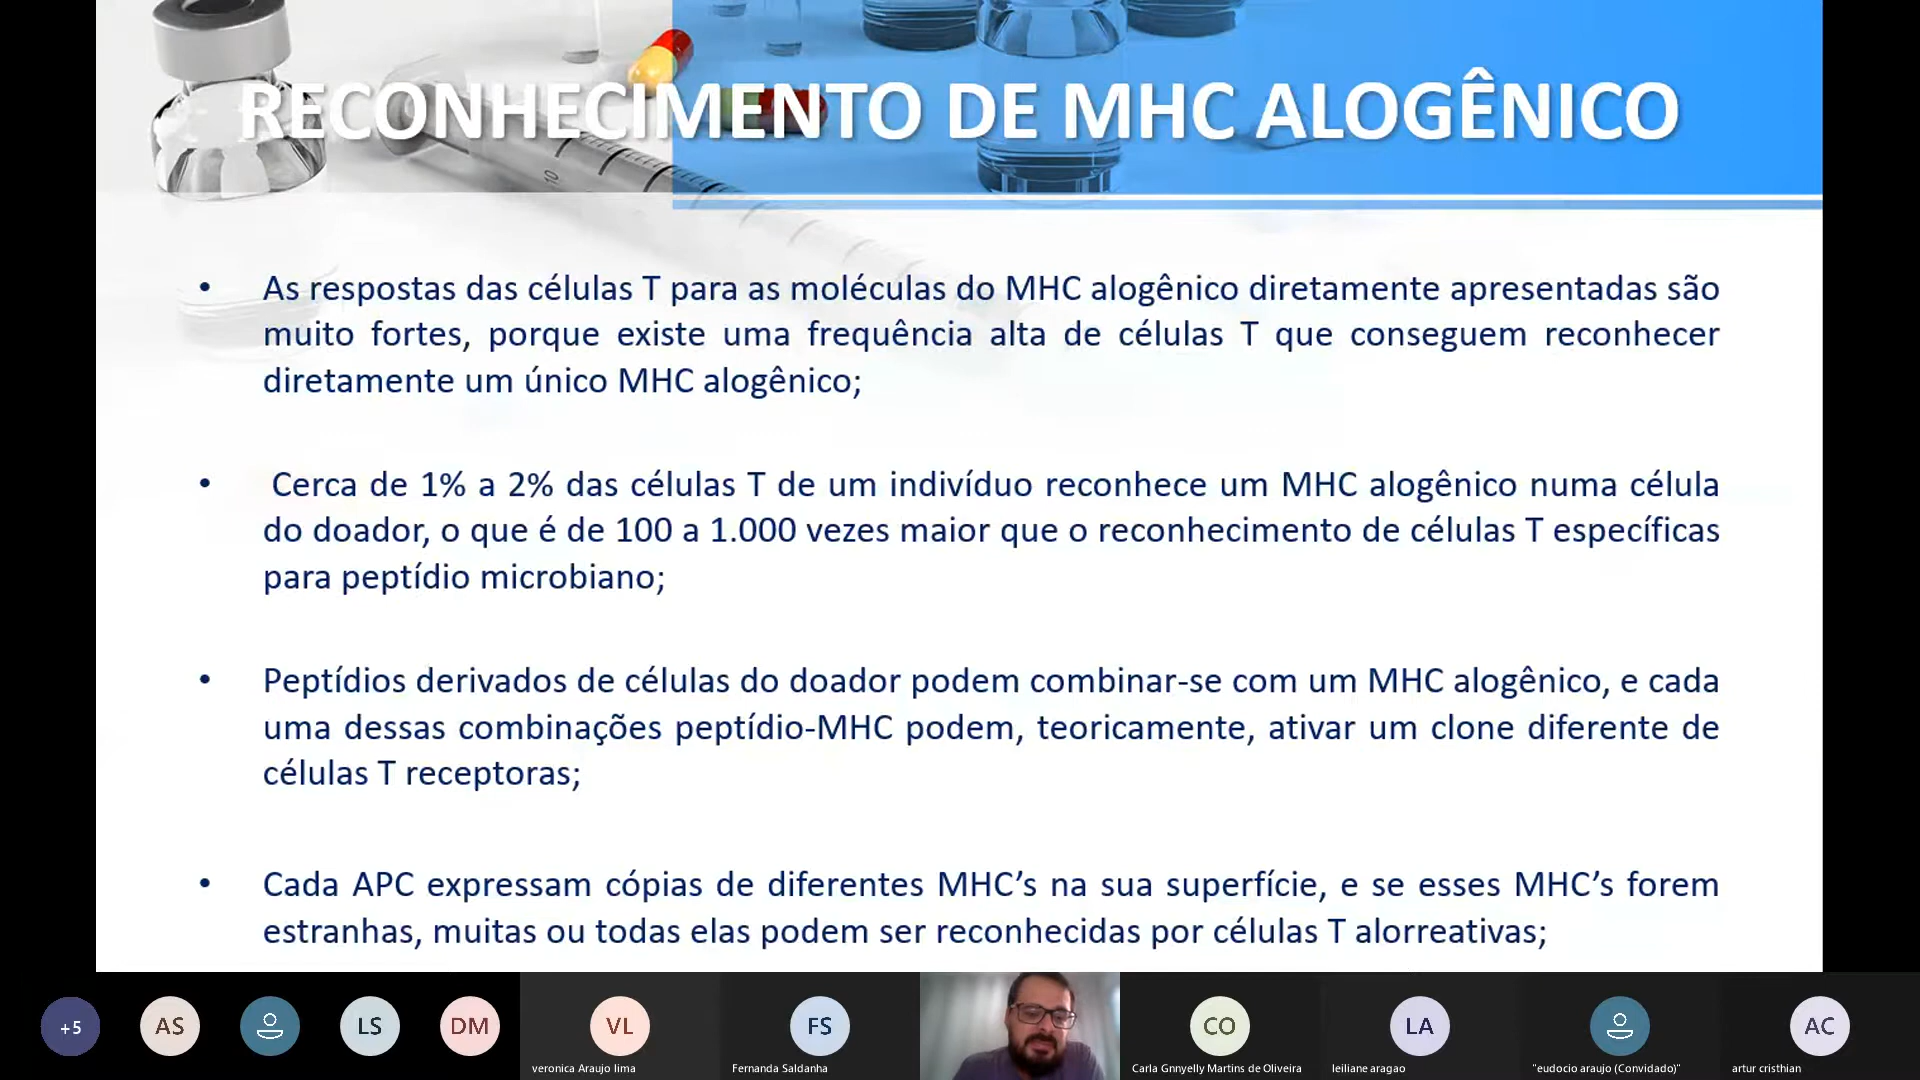 RECONHECIMENTO DE MHC ALOGÊNICO
10
• As respostas das células T para as moléculas do MHC alogênico diretamente apresentadas são
muito fortes, porque existe uma frequência alta de células T que conseguem reconhecer
diretamente um único MHC alogênico;
• Cerca de 1% a 2% das células T de um indivíduo reconhece um MHC alogênico numa célula
do doador, o que é de 100 a 1.000 vezes maior que o reconhecimento de células T específicas
para peptídio microbiano;
• Peptídios derivados de células do doador podem combinar-se com um MHC alogênico, e cada
uma dessas combinações peptídio-MHC podem, teoricamente, ativar um clone diferente de
células T receptoras;
• Cada APC expressam cópias de diferentes MHC’s na sua superfície, e se esses MHC’s forem
estranhas, muitas ou todas elas podem ser reconhecidas por células T alorreativas;
+5 AS LS DM VL FS CO LA AC
veronica Araujo lima Fernanda Saldanha Carla Gnnyelly Martins de Oliveira leiliane aragao "eudocio araujo (Convidado)" artur cristhian